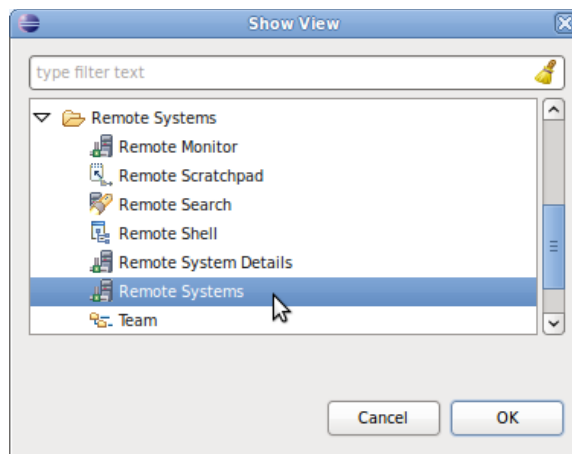 Show View
type filter text
Remote Systems
Remote Monitor
Remote Scratchpad
Remote Search
Remote Shell
Remote System Details
Remote Systems
Team
Cancel OK